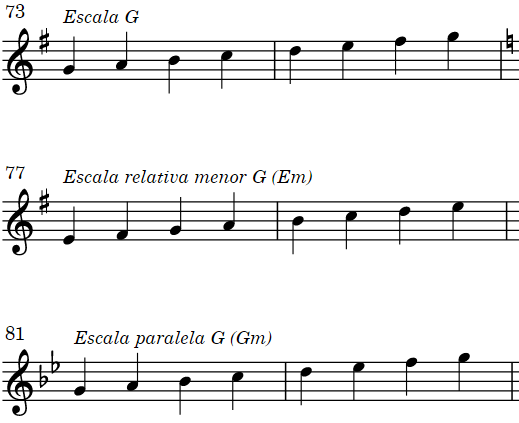 73
Escala G
77
Escala relativa menor G (Em)
81
Escala paralela G (Gm)